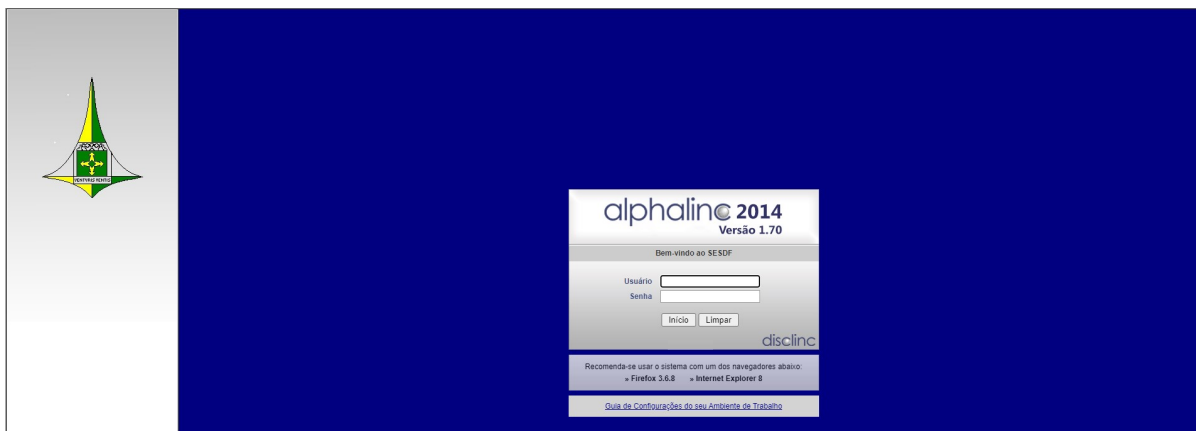 VENTVRIS VENTIS
alphalinc 2014
Versão 1.70
Bem-vindo ao SESDF
Usuário
Senha
Início Limpar
disclinc
Recomenda-se usar o sistema com um dos navegadores abaixo:
» Firefox 3.6.8 » Internet Explorer 8
Guia de Configurações do seu Ambiente de Trabalho